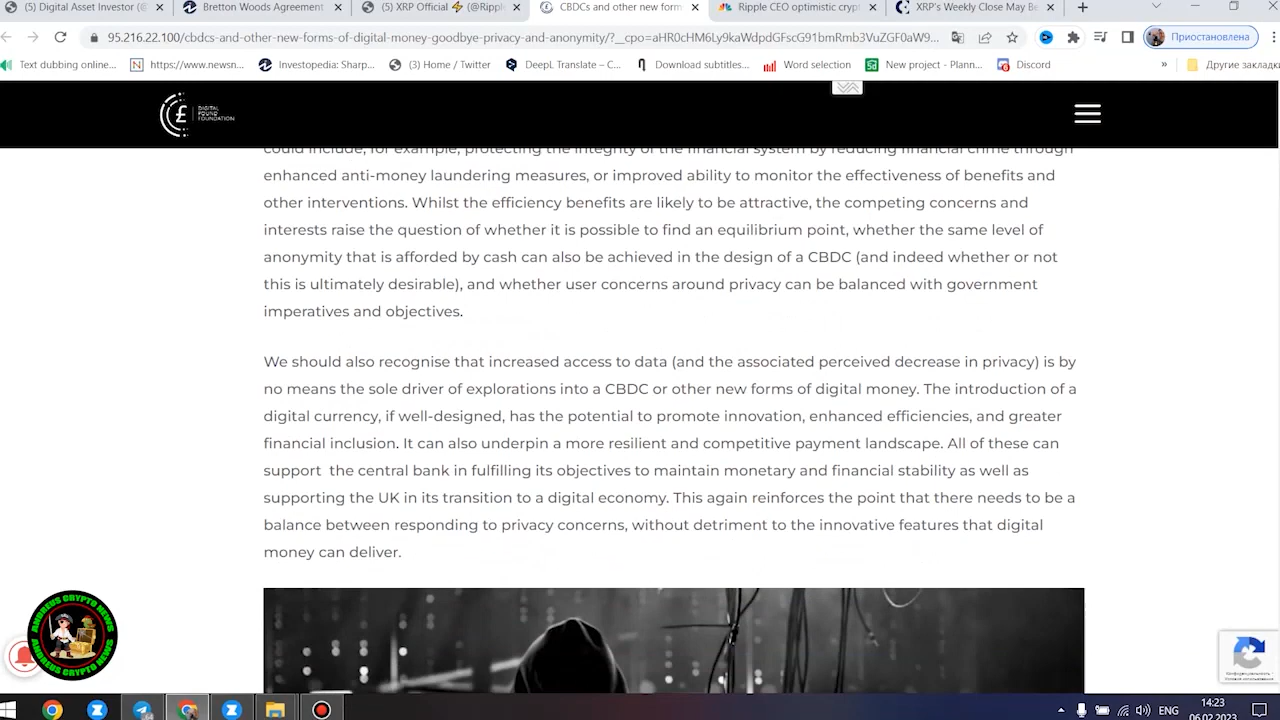 (5) Digital Asset Investor (@
Bretton Woods Agreement
(5) XRP Official ⚡ (@Ripple
CBDCs and other new form
Ripple CEO optimistic crypt
XRP's Weekly Close May Be
95.216.22.100/cbdcs-and-other-new-forms-of-digital-money-goodbye-privacy-and-anonymity/?__cpo=aHR0cHM6Ly9kaWdpdGFscG91bmRmb3VuZGF0aW9...
Приостановлена
Text dubbing online...
https://www.newsn...
Investopedia: Sharp...
(3) Home / Twitter
DeepL Translate – C...
Download subtitles...
Word selection
New project - Plann...
Discord
»
Другие закладки
DIGITAL
POUND
FOUNDATION
could include, for example, protecting the integrity of the financial system by reducing financial crime through
enhanced anti-money laundering measures, or improved ability to monitor the effectiveness of benefits and
other interventions. Whilst the efficiency benefits are likely to be attractive, the competing concerns and
interests raise the question of whether it is possible to find an equilibrium point, whether the same level of
anonymity that is afforded by cash can also be achieved in the design of a CBDC (and indeed whether or not
this is ultimately desirable), and whether user concerns around privacy can be balanced with government
imperatives and objectives.
We should also recognise that increased access to data (and the associated perceived decrease in privacy) is by
no means the sole driver of explorations into a CBDC or other new forms of digital money. The introduction of a
digital currency, if well-designed, has the potential to promote innovation, enhanced efficiencies, and greater
financial inclusion. It can also underpin a more resilient and competitive payment landscape. All of these can
support the central bank in fulfilling its objectives to maintain monetary and financial stability as well as
supporting the UK in its transition to a digital economy. This again reinforces the point that there needs to be a
balance between responding to privacy concerns, without detriment to the innovative features that digital
money can deliver.
ANDREUS CRYPTO NEWS
ANDREUS CRYPTO NEWS
ENG
14:23
06.02.2023